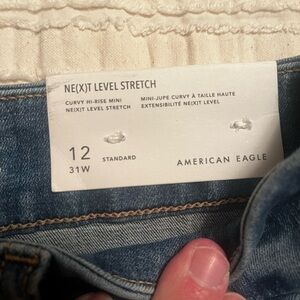 NE(X)T LEVEL STRETCH
CURVY HI-RISE MINI
NE(X)T LEVEL STRETCH
MINI-JUPE CURVY À TAILLE HAUTE
EXTENSIBILITÉ NE(X)T LEVEL
12
31W
STANDARD
AMERICAN EAGLE